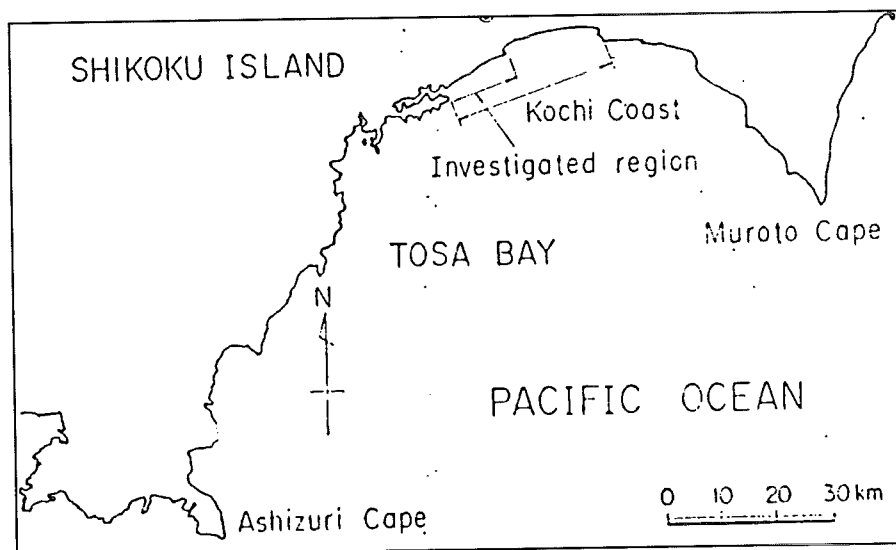 SHIKOKU ISLAND
Kochi Coast
Investigated region
Muroto Cape
TOSA BAY
N
PACIFIC OCEAN
0 10 20 30 km
Ashizuri Cape